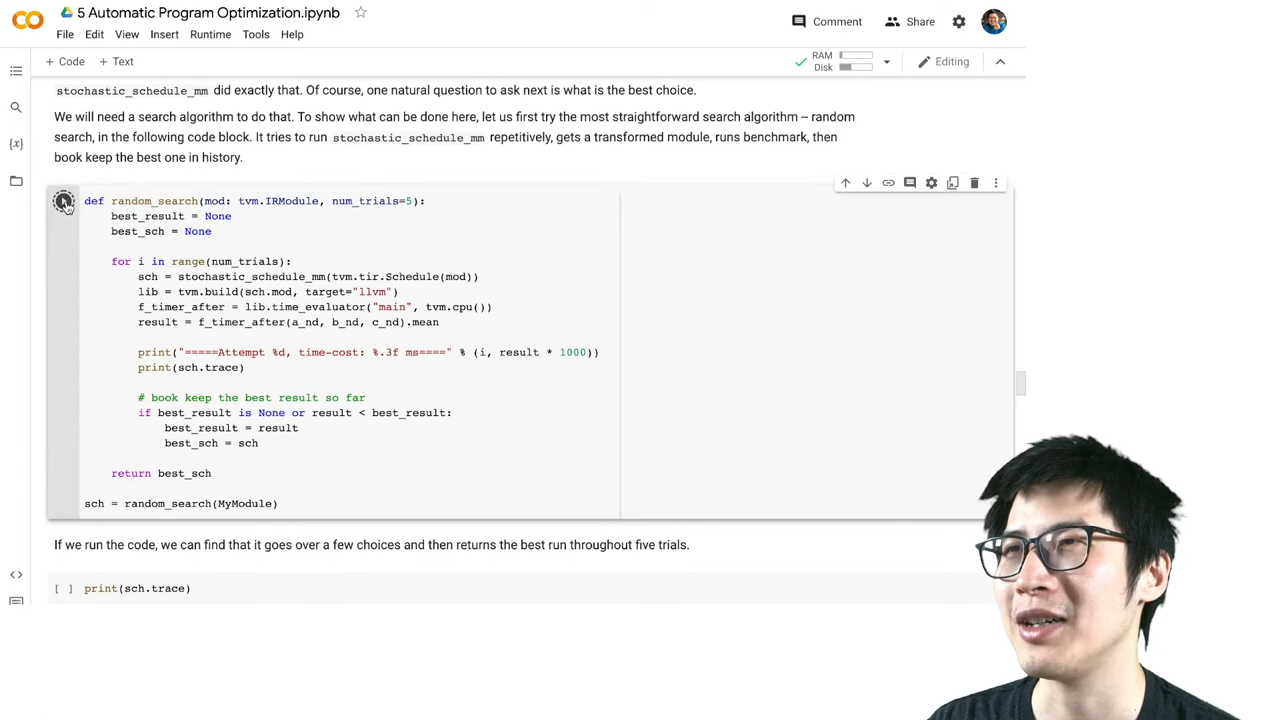 5 Automatic Program Optimization.ipynb
File Edit View Insert Runtime Tools Help
Comment Share
+ Code + Text
RAM
Disk
Editing
stochastic_schedule_mm did exactly that. Of course, one natural question to ask next is what is the best choice.
We will need a search algorithm to do that. To show what can be done here, let us first try the most straightforward search algorithm – random
search, in the following code block. It tries to run stochastic_schedule_mm repetitively, gets a transformed module, runs benchmark, then
book keep the best one in history.
def random_search(mod: tvm.IRModule, num_trials=5):
    best_result = None
    best_sch = None
    for i in range(num_trials):
        sch = stochastic_schedule_mm(tvm.tir.Schedule(mod))
        lib = tvm.build(sch.mod, target="llvm")
        f_timer_after = lib.time_evaluator("main", tvm.cpu())
        result = f_timer_after(a_nd, b_nd, c_nd).mean
        print("=====Attempt %d, time-cost: %.3f ms====" % (i, result * 1000))
        print(sch.trace)
        # book keep the best result so far
        if best_result is None or result < best_result:
            best_result = result
            best_sch = sch
    return best_sch
sch = random_search(MyModule)
If we run the code, we can find that it goes over a few choices and then returns the best run throughout five trials.
[ ] print(sch.trace)